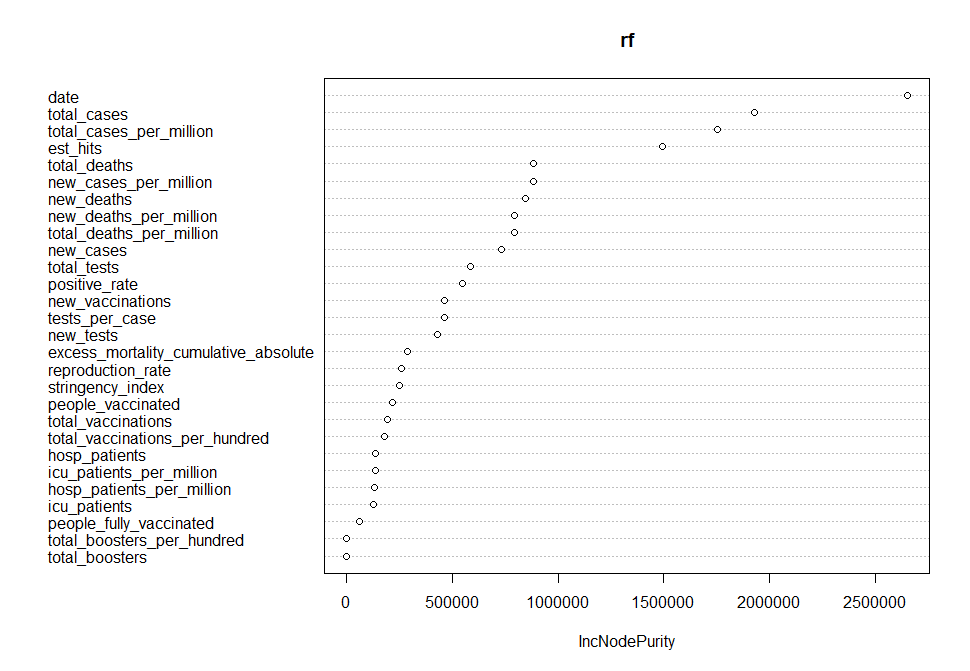 rf
date
total_cases
total_cases_per_million
est_hits
total_deaths
new_cases_per_million
new_deaths
new_deaths_per_million
total_deaths_per_million
new_cases
total_tests
positive_rate
new_vaccinations
tests_per_case
new_tests
excess_mortality_cumulative_absolute
reproduction_rate
stringency_index
people_vaccinated
total_vaccinations
total_vaccinations_per_hundred
hosp_patients
icu_patients_per_million
hosp_patients_per_million
icu_patients
people_fully_vaccinated
total_boosters_per_hundred
total_boosters
0 500000 1000000 1500000 2000000 2500000
IncNodePurity